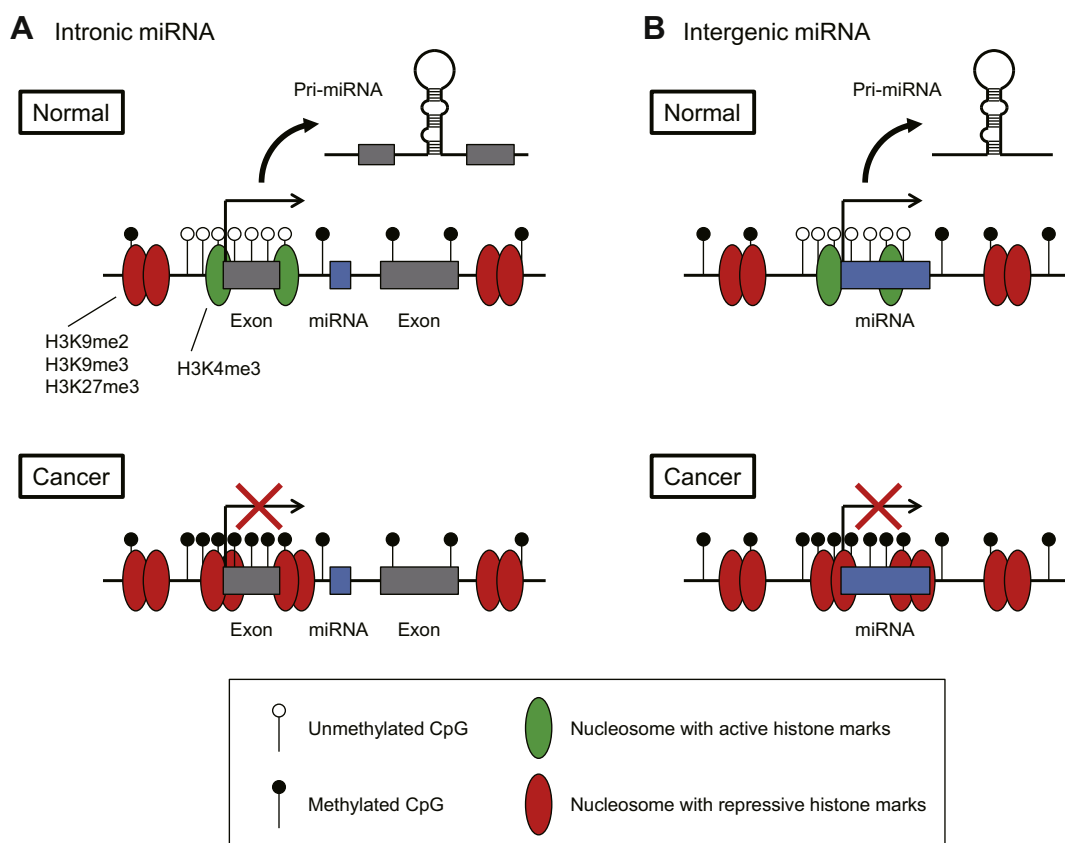 A Intronic miRNA
Normal
Pri-miRNA
H3K9me2
H3K9me3
H3K27me3
H3K4me3
Exon miRNA Exon
Cancer
Exon miRNA Exon
B Intergenic miRNA
Normal
Pri-miRNA
miRNA
Cancer
miRNA
Unmethylated CpG
Nucleosome with active histone marks
Methylated CpG
Nucleosome with repressive histone marks